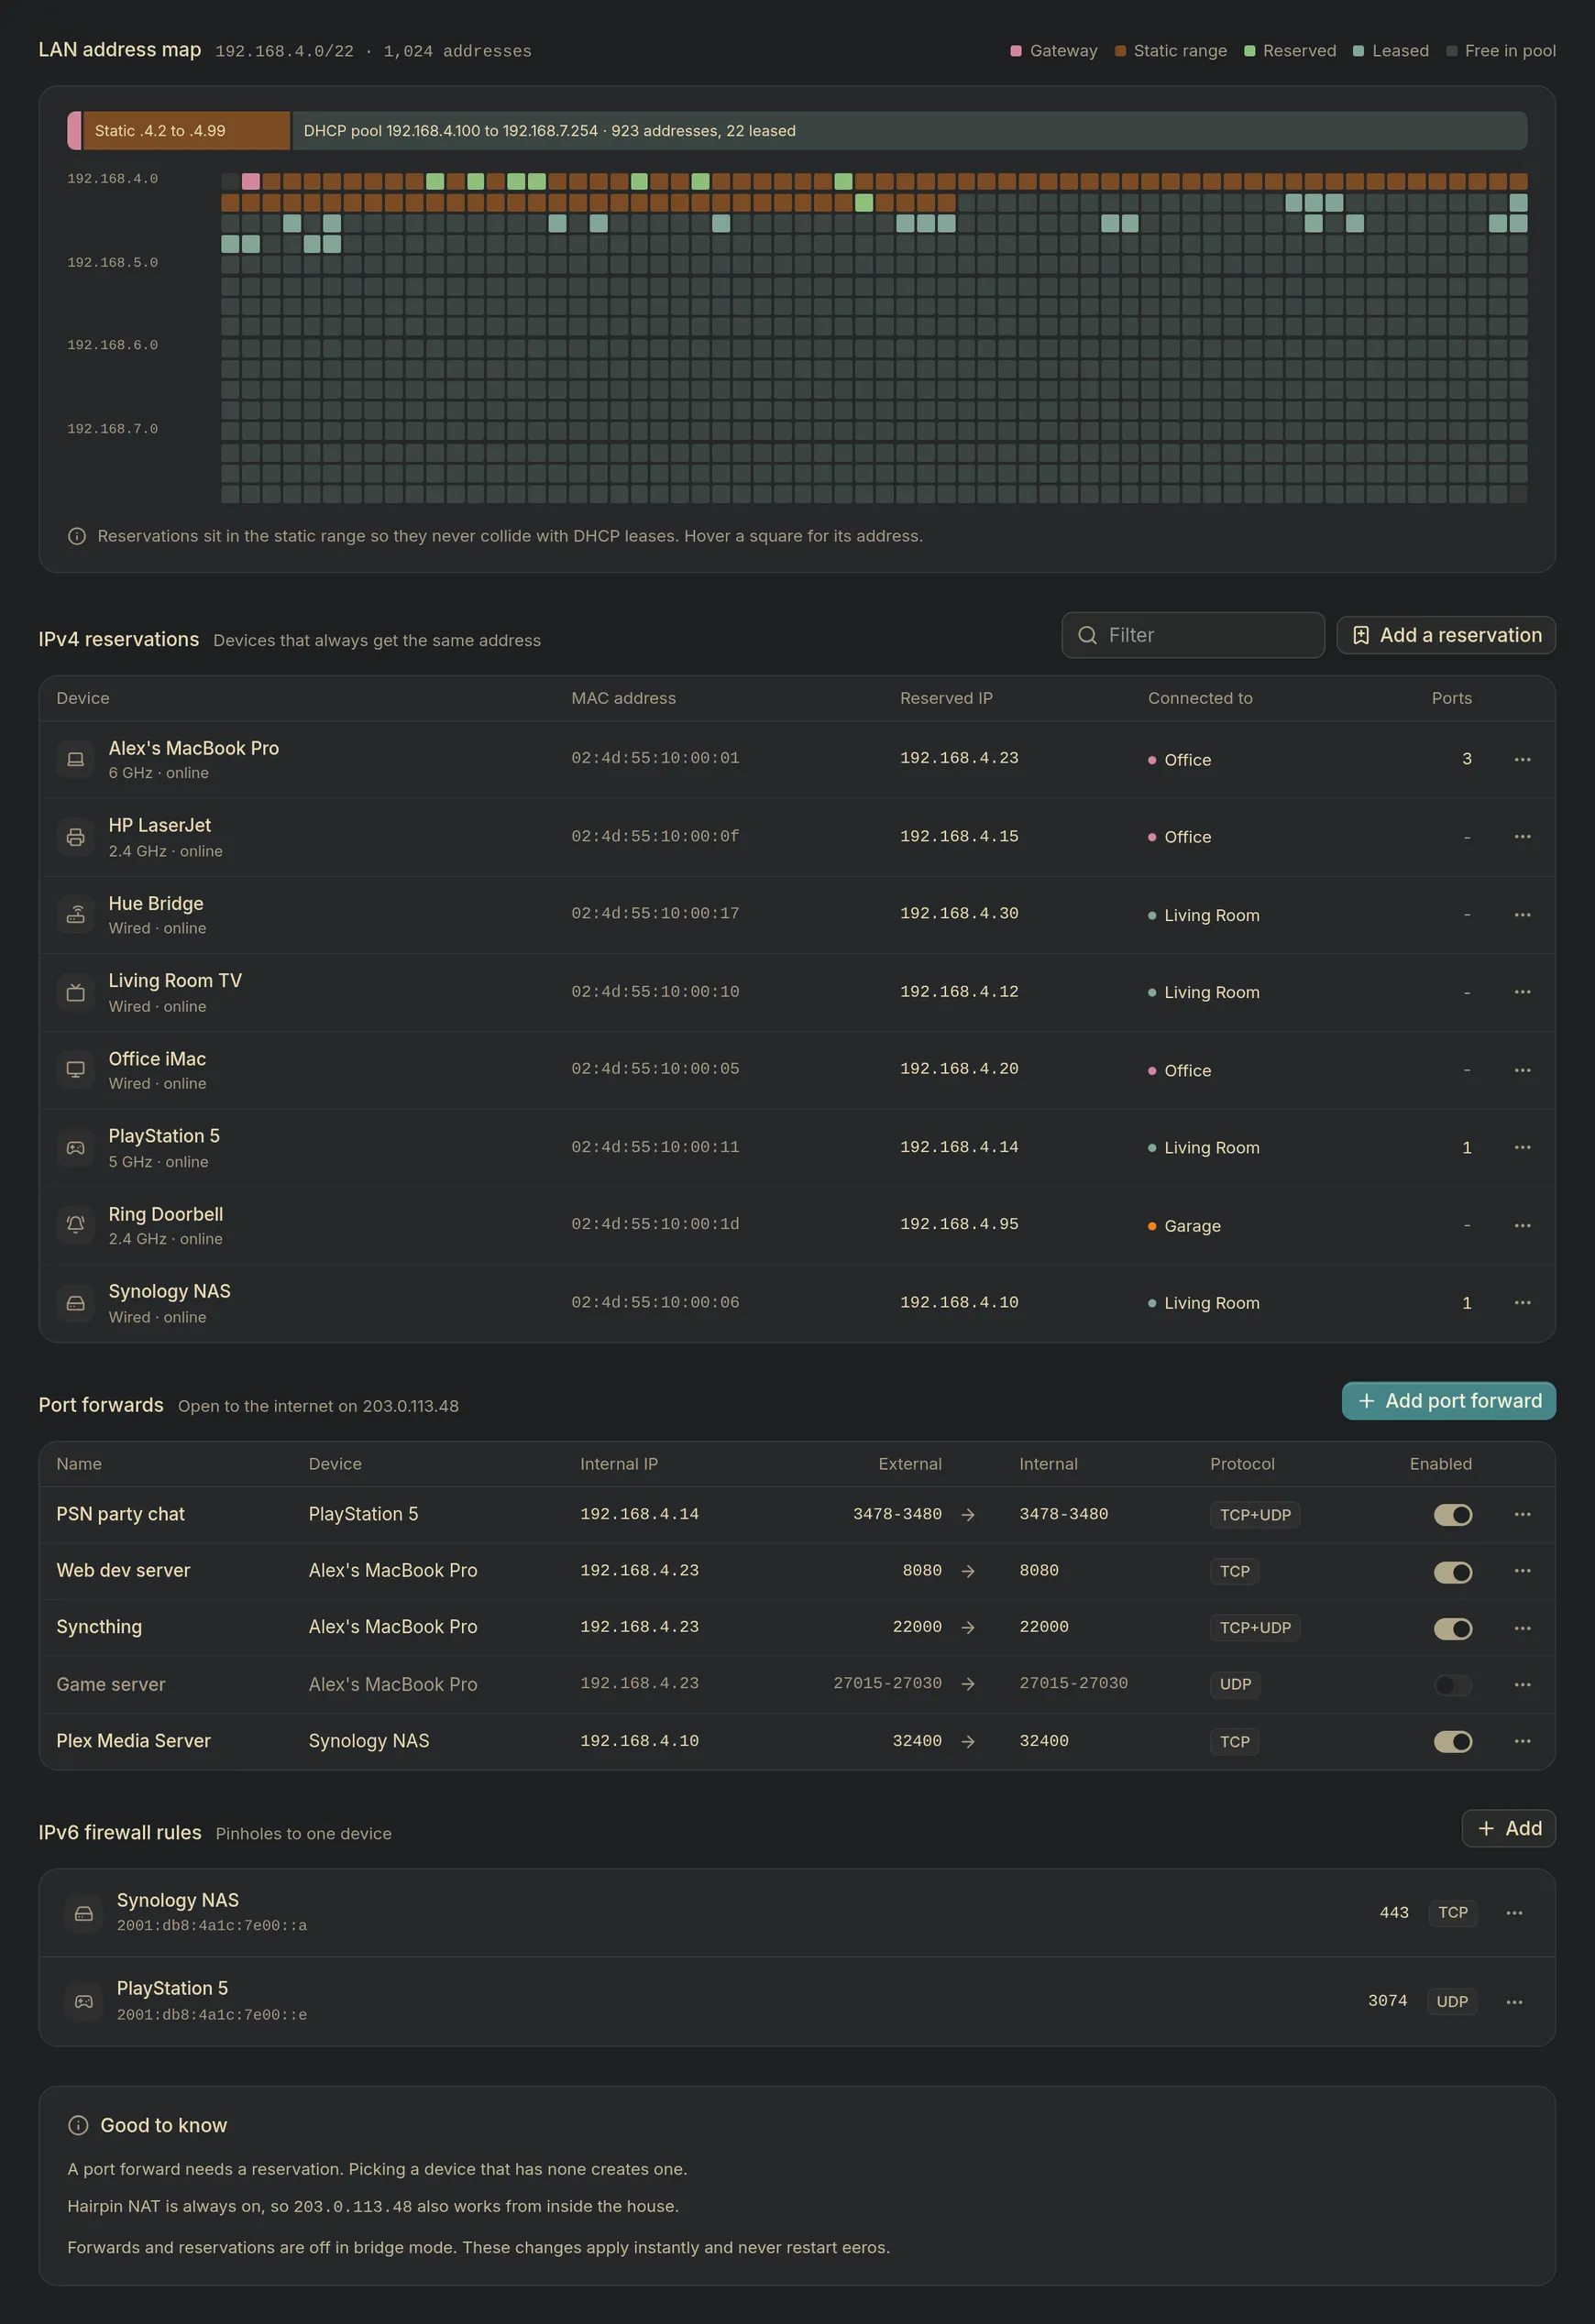 LAN address map 192.168.4.0/22 · 1,024 addresses
Gateway Static range Reserved Leased Free in pool
Static .4.2 to .4.99 DHCP pool 192.168.4.100 to 192.168.7.254 · 923 addresses, 22 leased
192.168.4.0
192.168.5.0
192.168.6.0
192.168.7.0
Reservations sit in the static range so they never collide with DHCP leases. Hover a square for its address.
IPv4 reservations Devices that always get the same address Filter Add a reservation
Device MAC address Reserved IP Connected to Ports
Alex's MacBook Pro 02:4d:55:10:00:01 192.168.4.23 Office 3
6 GHz · online
HP LaserJet 02:4d:55:10:00:0f 192.168.4.15 Office -
2.4 GHz · online
Hue Bridge 02:4d:55:10:00:17 192.168.4.30 Living Room -
Wired · online
Living Room TV 02:4d:55:10:00:10 192.168.4.12 Living Room -
Wired · online
Office iMac 02:4d:55:10:00:05 192.168.4.20 Office -
Wired · online
PlayStation 5 02:4d:55:10:00:11 192.168.4.14 Living Room 1
5 GHz · online
Ring Doorbell 02:4d:55:10:00:1d 192.168.4.95 Garage -
2.4 GHz · online
Synology NAS 02:4d:55:10:00:06 192.168.4.10 Living Room 1
Wired · online
Port forwards Open to the internet on 203.0.113.48 + Add port forward
Name Device Internal IP External Internal Protocol Enabled
PSN party chat PlayStation 5 192.168.4.14 3478-3480 → 3478-3480 TCP+UDP
Web dev server Alex's MacBook Pro 192.168.4.23 8080 → 8080 TCP
Syncthing Alex's MacBook Pro 192.168.4.23 22000 → 22000 TCP+UDP
Game server Alex's MacBook Pro 192.168.4.23 27015-27030 → 27015-27030 UDP
Plex Media Server Synology NAS 192.168.4.10 32400 → 32400 TCP
IPv6 firewall rules Pinholes to one device + Add
Synology NAS 443 TCP
2001:db8:4a1c:7e00::a
PlayStation 5 3074 UDP
2001:db8:4a1c:7e00::e
Good to know
A port forward needs a reservation. Picking a device that has none creates one.
Hairpin NAT is always on, so 203.0.113.48 also works from inside the house.
Forwards and reservations are off in bridge mode. These changes apply instantly and never restart eeros.